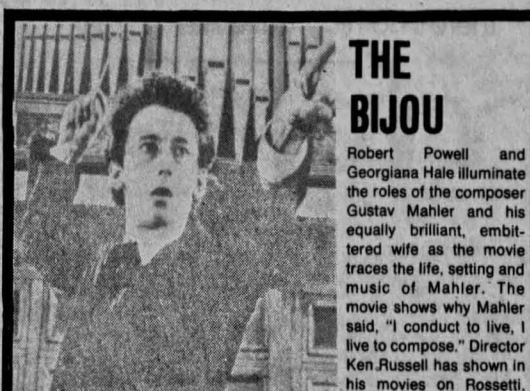 THE
BIJOU
Robert Powell and
Georgiana Hale illuminate
the roles of the composer
Gustav Mahler and his
equally brilliant, embit-
tered wife as the movie
traces the life, setting and
music of Mahler. The
movie shows why Mahler
said, "I conduct to live, I
live to compose." Director
Ken Russell has shown in
his movies on Rossehl,